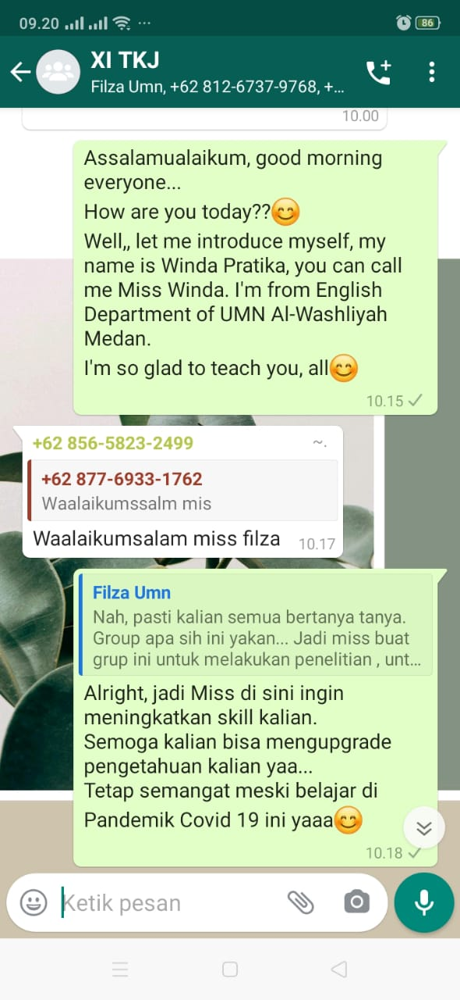 09.20
86
XI TKJ
Filza Umn, +62 812-6737-9768, +...
10.00
Assalamualaikum, good morning
everyone...
How are you today??😊
Well,, let me introduce myself, my
name is Winda Pratika, you can call
me Miss Winda. I'm from English
Department of UMN Al-Washliyah
Medan.
I'm so glad to teach you, all😊
10.15
+62 856-5823-2499 ~.
+62 877-6933-1762
Waalaikumssalm mis
Waalaikumsalam miss filza 10.17
Filza Umn
Nah, pasti kalian semua bertanya tanya.
Group apa sih ini yakan... Jadi miss buat
grup ini untuk melakukan penelitian , unt...
Alright, jadi Miss di sini ingin
meningkatkan skill kalian.
Semoga kalian bisa mengupgrade
pengetahuan kalian yaa...
Tetap semangat meski belajar di
Pandemik Covid 19 ini yaaa😊
10.18
Ketik pesan